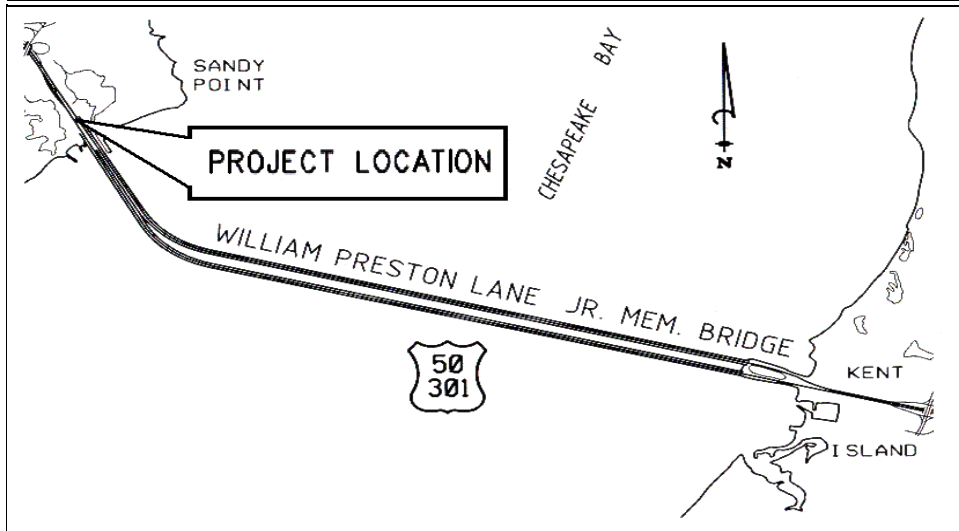 SANDY
POINT
CHESAPEAKE BAY
PROJECT LOCATION
N
WILLIAM PRESTON LANE JR. MEM. BRIDGE
50
301
KENT
ISLAND